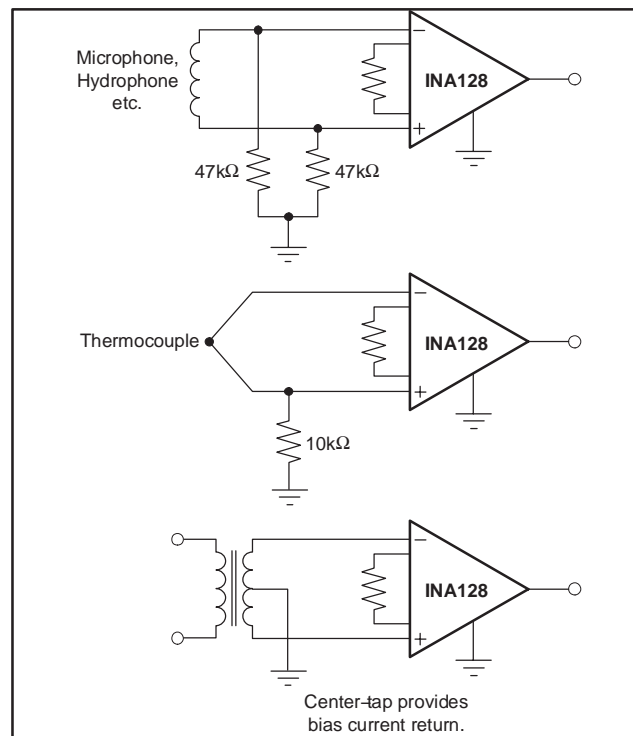 Microphone,
Hydrophone
etc.
−
INA128
+
47kΩ
47kΩ
Thermocouple
−
INA128
+
10kΩ
−
INA128
+
Center-tap provides
bias current return.